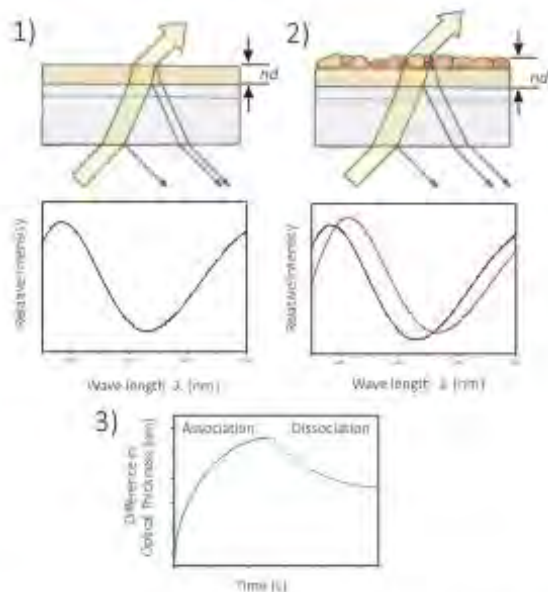 1)
nd
2)
nd
Relative Intensity
Wave length λ (nm)
Relative Intensity
Wave length λ (nm)
3)
Association
Dissociation
Difference in
Optical Thickness (nm)